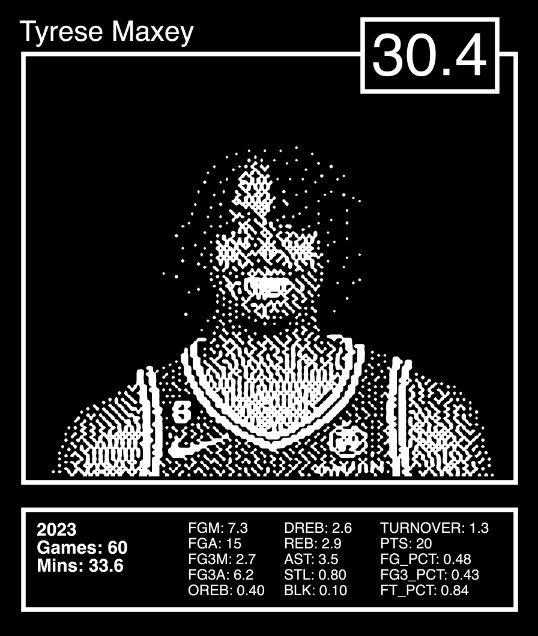 Tyrese Maxey
30.4
6
2023
Games: 60
Mins: 33.6
FGM: 7.3
FGA: 15
FG3M: 2.7
FG3A: 6.2
OREB: 0.40
DREB: 2.6
REB: 2.9
AST: 3.5
STL: 0.80
BLK: 0.10
TURNOVER: 1.3
PTS: 20
FG_PCT: 0.48
FG3_PCT: 0.43
FT_PCT: 0.84